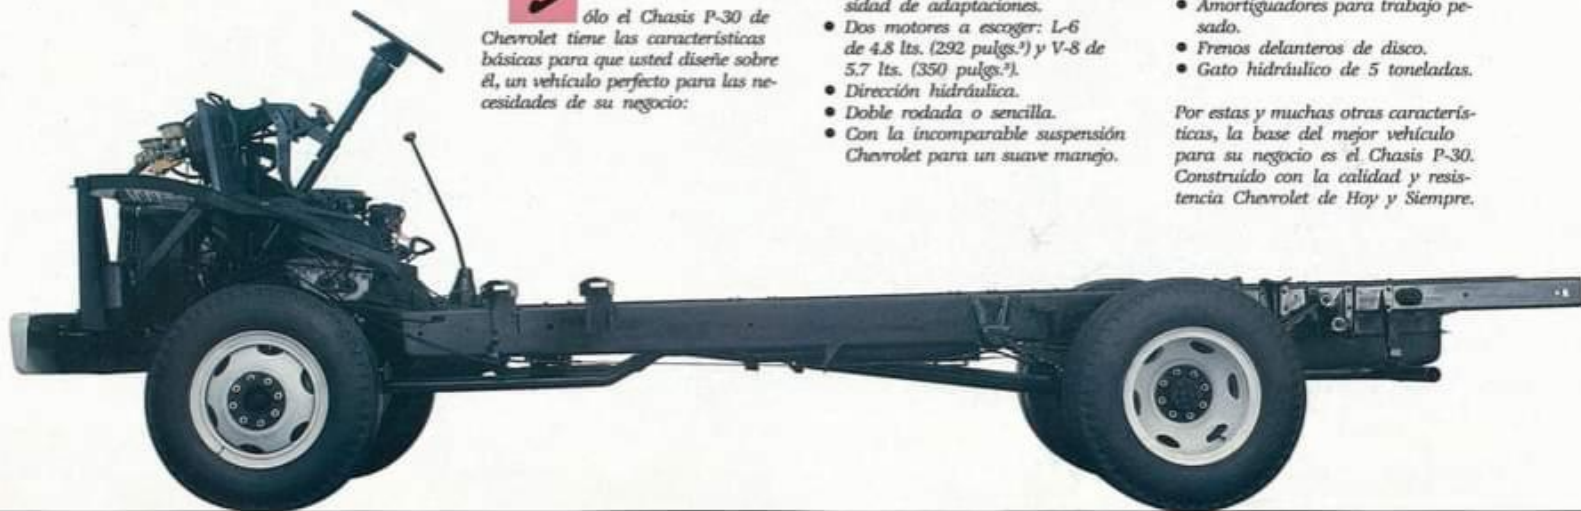 ólo el Chasis P-30 de
Chevrolet tiene las características
básicas para que usted diseñe sobre
él, un vehículo perfecto para las ne-
cesidades de su negocio:
sidad de adaptaciones.
• Dos motores a escoger: L-6
de 4.8 lts. (292 pulgs.³) y V-8 de
5.7 lts. (350 pulgs.³).
• Dirección hidráulica.
• Doble rodada o sencilla.
• Con la incomparable suspensión
Chevrolet para un suave manejo.
• Amortiguadores para trabajo pe-
sado.
• Frenos delanteros de disco.
• Gato hidráulico de 5 toneladas.
Por estas y muchas otras caracterís-
ticas, la base del mejor vehículo
para su negocio es el Chasis P-30.
Construido con la calidad y resis-
tencia Chevrolet de Hoy y Siempre.